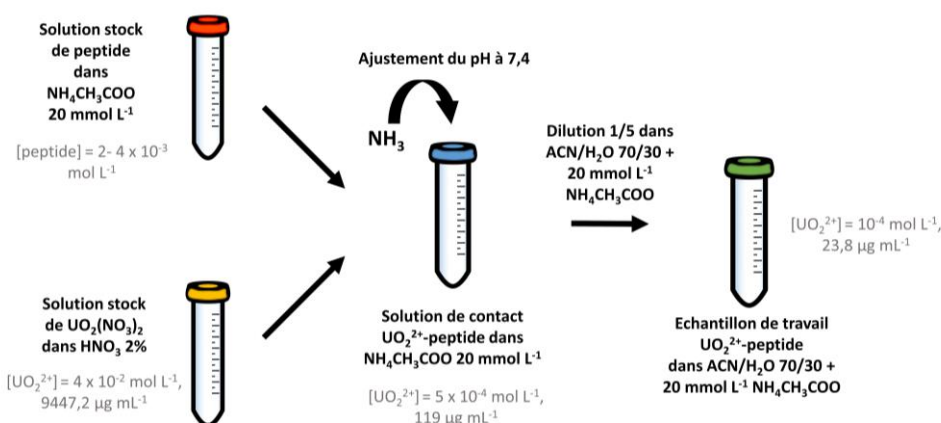 Solution stock
de peptide
dans
NH₄CH₃COO
20 mmol L⁻¹
[peptide] = 2- 4 x 10⁻³
mol L⁻¹
Solution stock
de UO₂(NO₃)₂
dans HNO₃ 2%
[UO₂²⁺] = 4 x 10⁻² mol L⁻¹,
9447,2 µg mL⁻¹
Ajustement du pH à 7,4
NH₃
Solution de contact
UO₂²⁺-peptide dans
NH₄CH₃COO 20 mmol L⁻¹
[UO₂²⁺] = 5 x 10⁻⁴ mol L⁻¹,
119 µg mL⁻¹
Dilution 1/5 dans
ACN/H₂O 70/30 +
20 mmol L⁻¹
NH₄CH₃COO
[UO₂²⁺] = 10⁻⁴ mol L⁻¹,
23,8 µg mL⁻¹
Echantillon de travail
UO₂²⁺-peptide
dans ACN/H₂O 70/30 +
20 mmol L⁻¹ NH₄CH₃COO